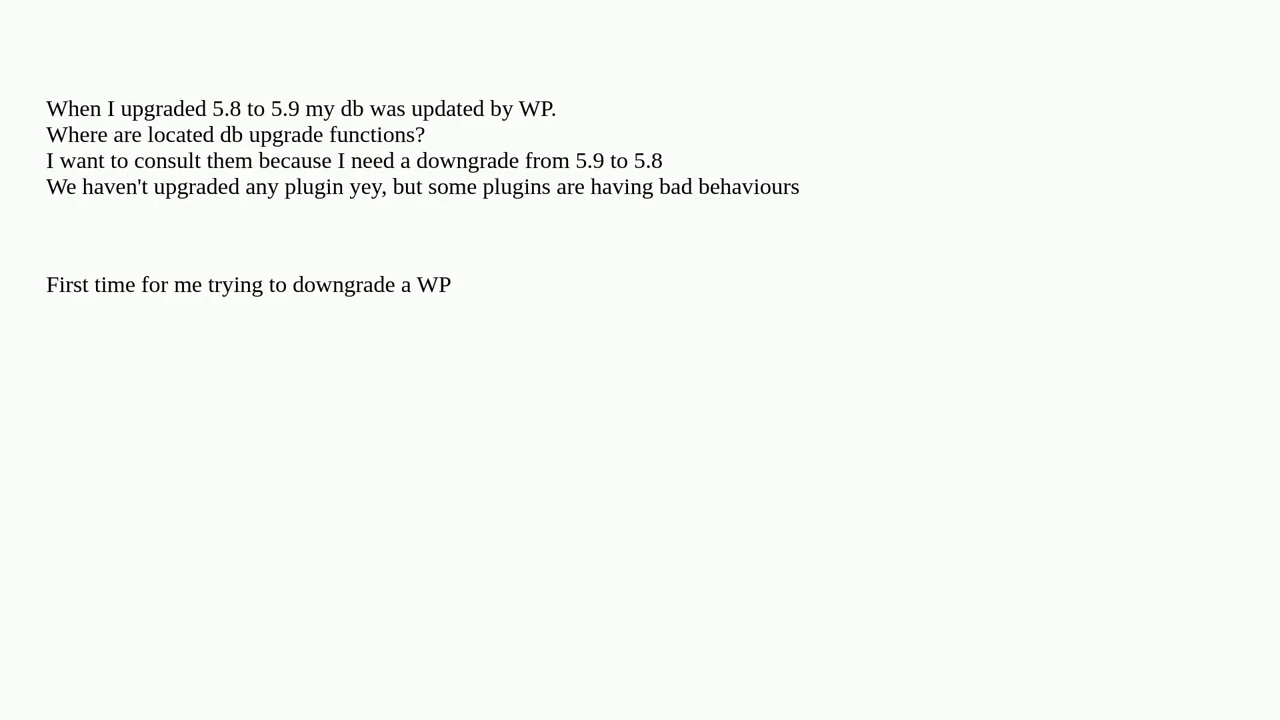 When I upgraded 5.8 to 5.9 my db was updated by WP.
Where are located db upgrade functions?
I want to consult them because I need a downgrade from 5.9 to 5.8
We haven't upgraded any plugin yey, but some plugins are having bad behaviours
First time for me trying to downgrade a WP